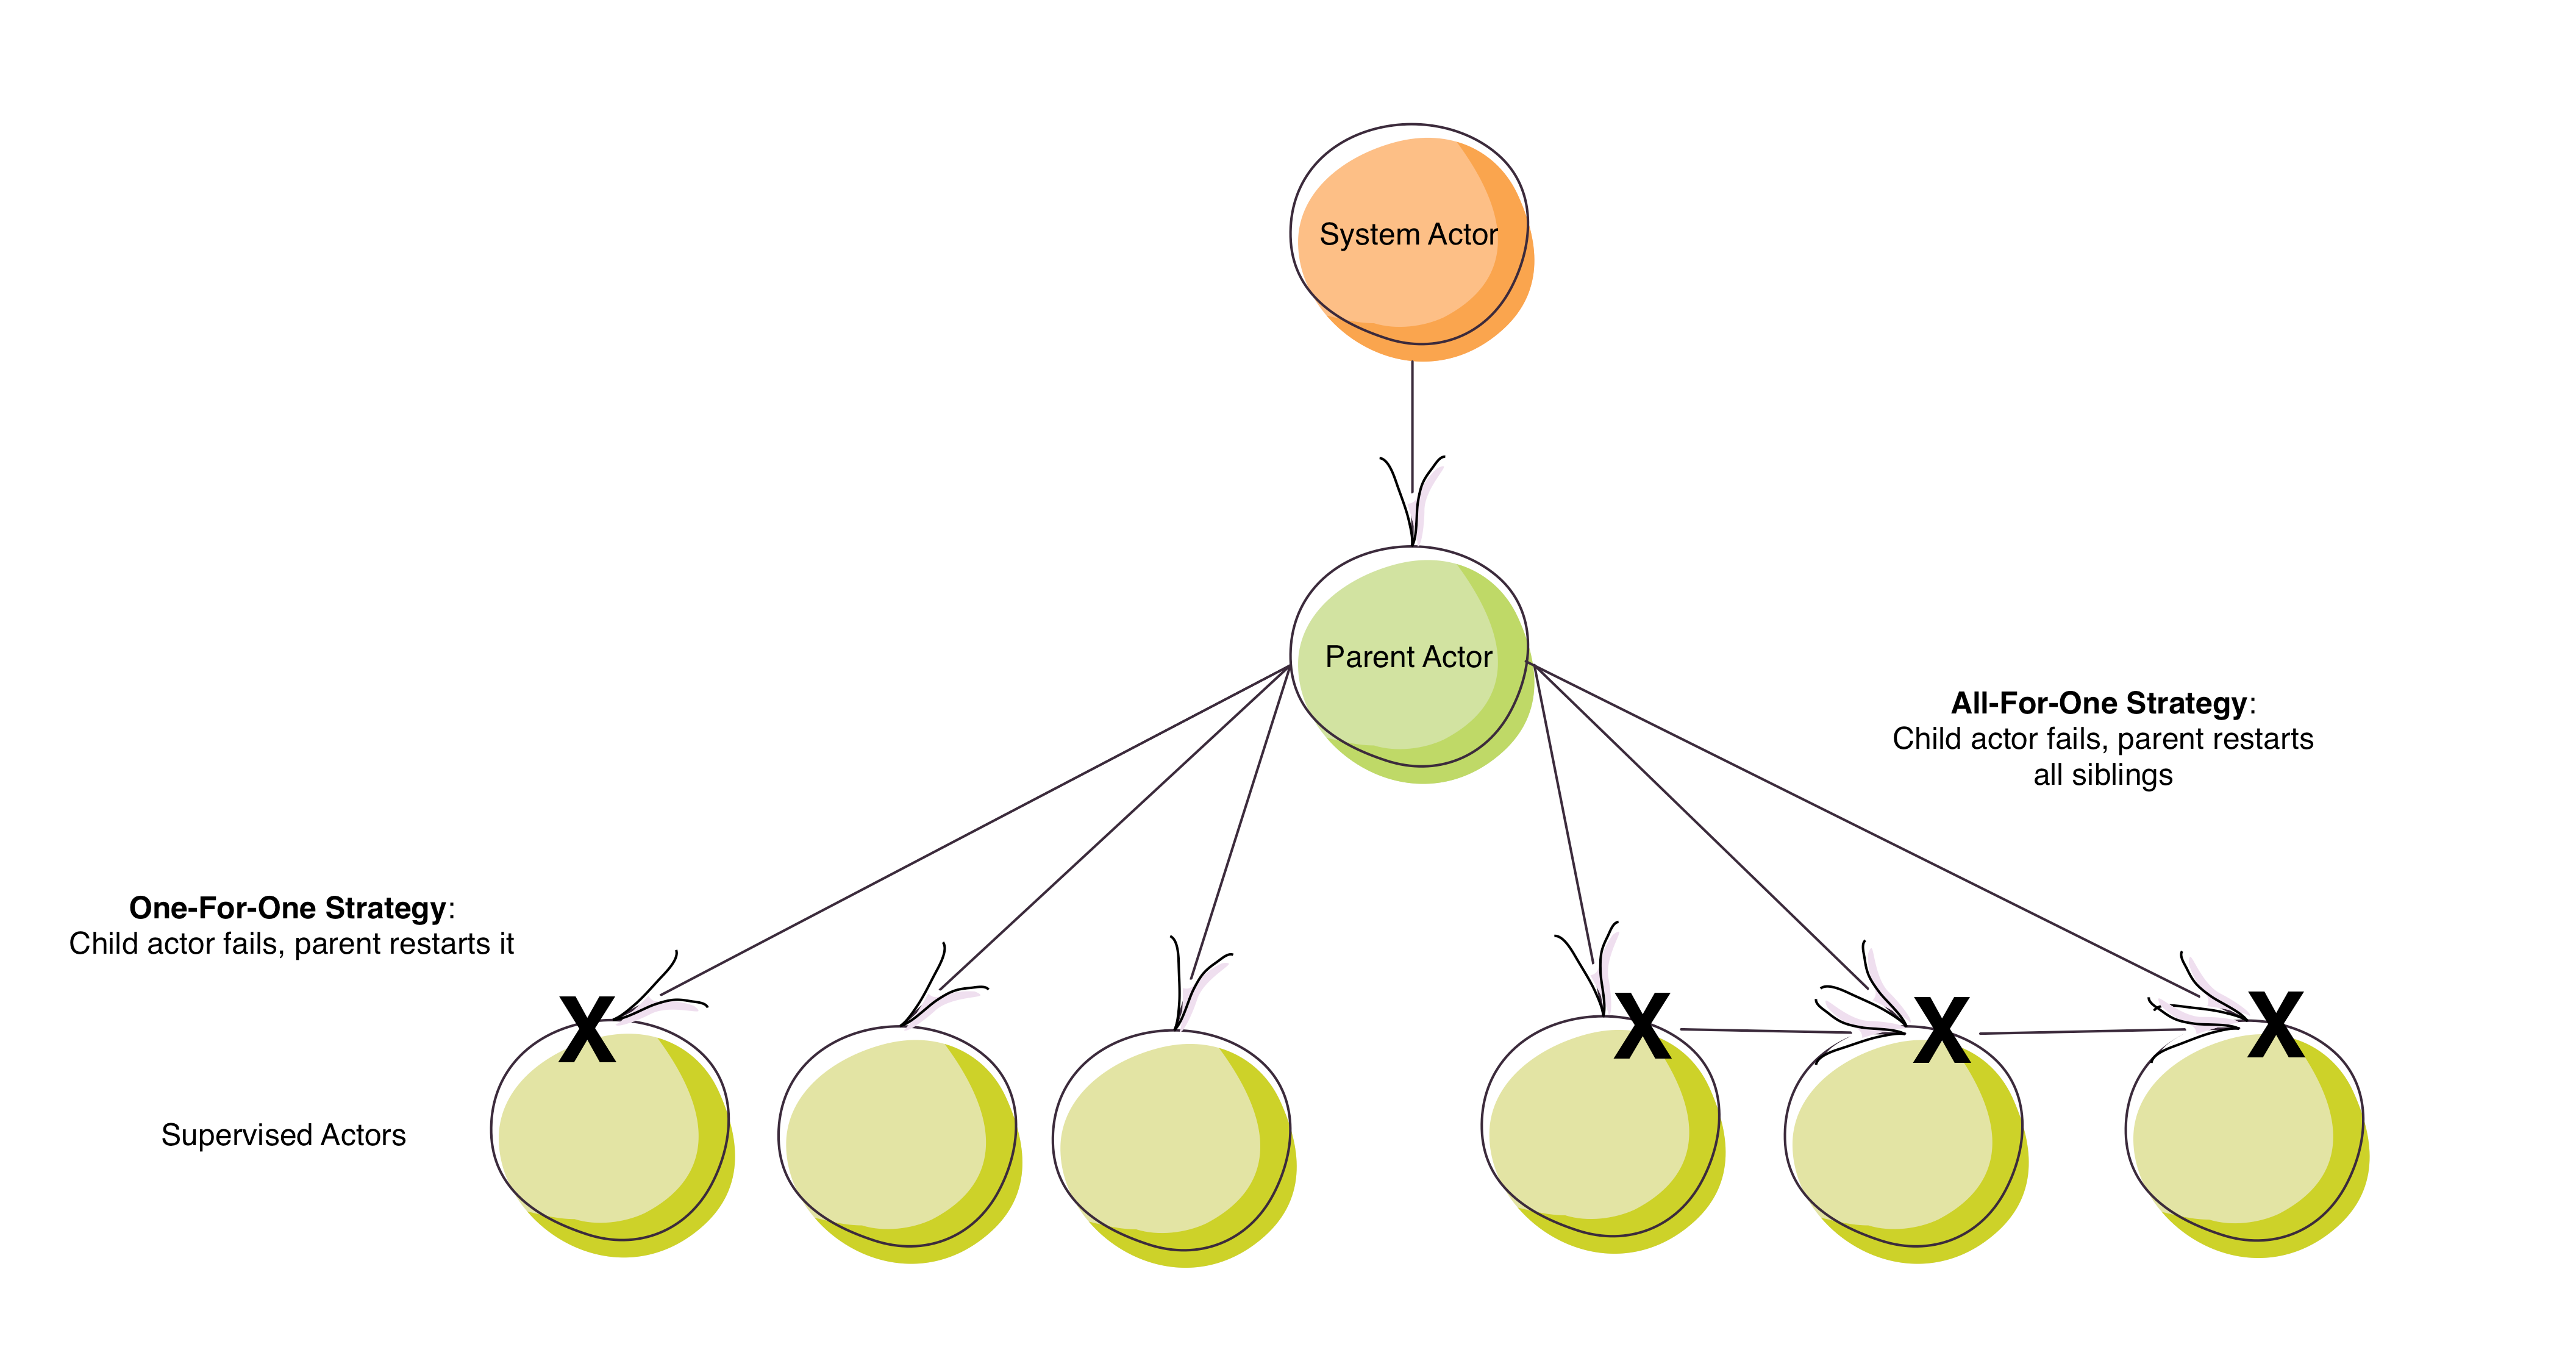 System Actor
Parent Actor
All-For-One Strategy:
Child actor fails, parent restarts
all siblings
One-For-One Strategy:
Child actor fails, parent restarts it
X
X
X
X
Supervised Actors